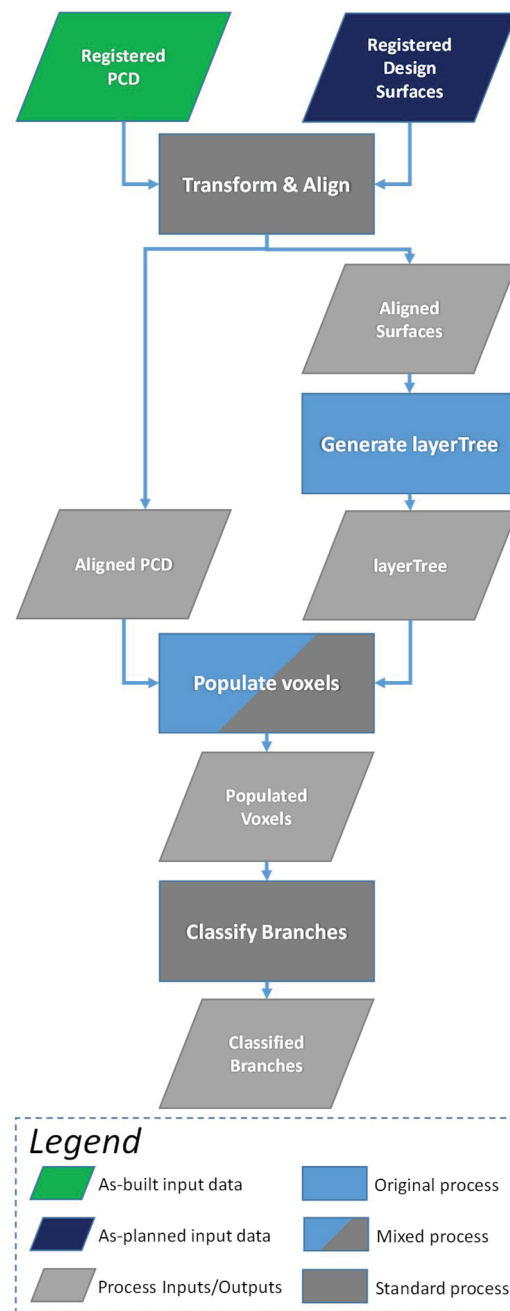 Registered
PCD
Registered
Design
Surfaces
Transform & Align
Aligned
Surfaces
Generate layerTree
Aligned PCD
layerTree
Populate voxels
Populated
Voxels
Classify Branches
Classified
Branches
Legend
As-built input data
Original process
As-planned input data
Mixed process
Process Inputs/Outputs
Standard process